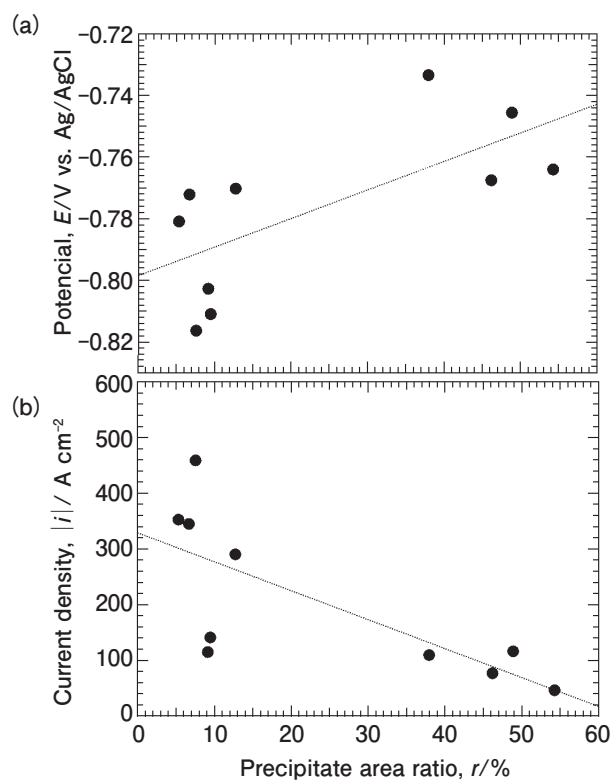 (a)
−0.72
−0.74
−0.76
−0.78
−0.80
−0.82
Potencial, E/V vs. Ag/AgCl
(b)
600
500
400
300
200
100
0
Current density, |i| / A cm⁻²
0 10 20 30 40 50 60
Precipitate area ratio, r/%